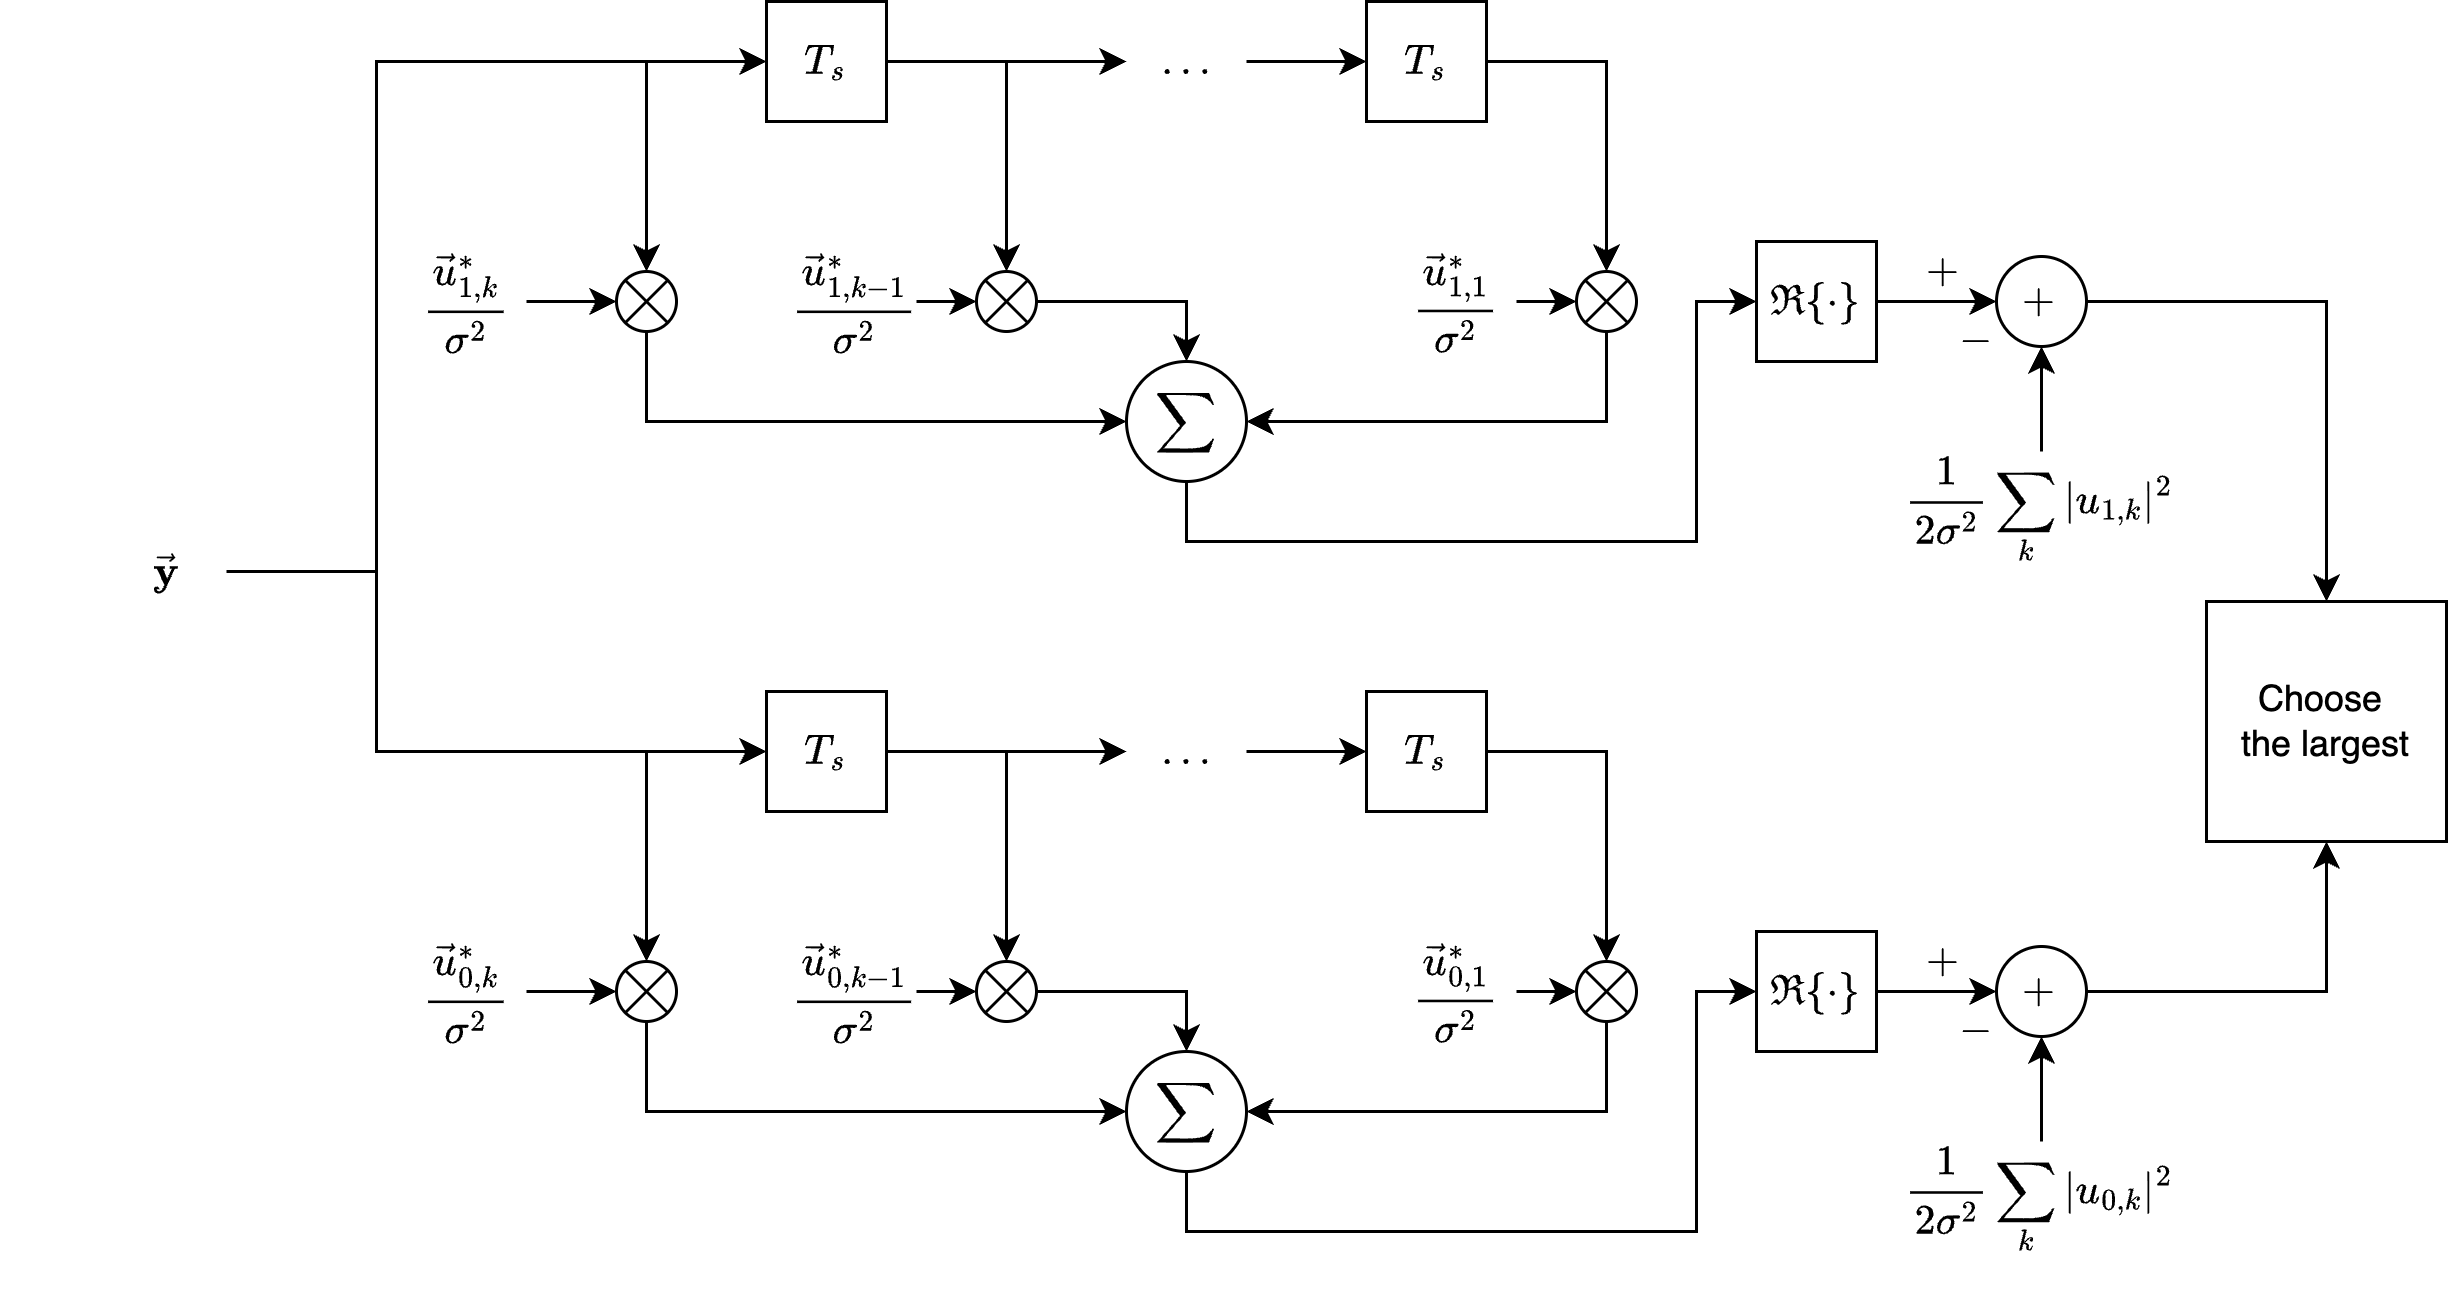 $T_s$ ... $T_s$
$\frac{\vec{u}_{1,k}^*}{\sigma^2}$ $\frac{\vec{u}_{1,k-1}^*}{\sigma^2}$ $\frac{\vec{u}_{1,1}^*}{\sigma^2}$ $\Re\{\cdot\}$ + − +
$\sum$
$\frac{1}{2\sigma^2}\sum_k |u_{1,k}|^2$
$\vec{\mathbf{y}}$
Choose
the largest
$T_s$ ... $T_s$
$\frac{\vec{u}_{0,k}^*}{\sigma^2}$ $\frac{\vec{u}_{0,k-1}^*}{\sigma^2}$ $\frac{\vec{u}_{0,1}^*}{\sigma^2}$ $\Re\{\cdot\}$ + − +
$\sum$
$\frac{1}{2\sigma^2}\sum_k |u_{0,k}|^2$